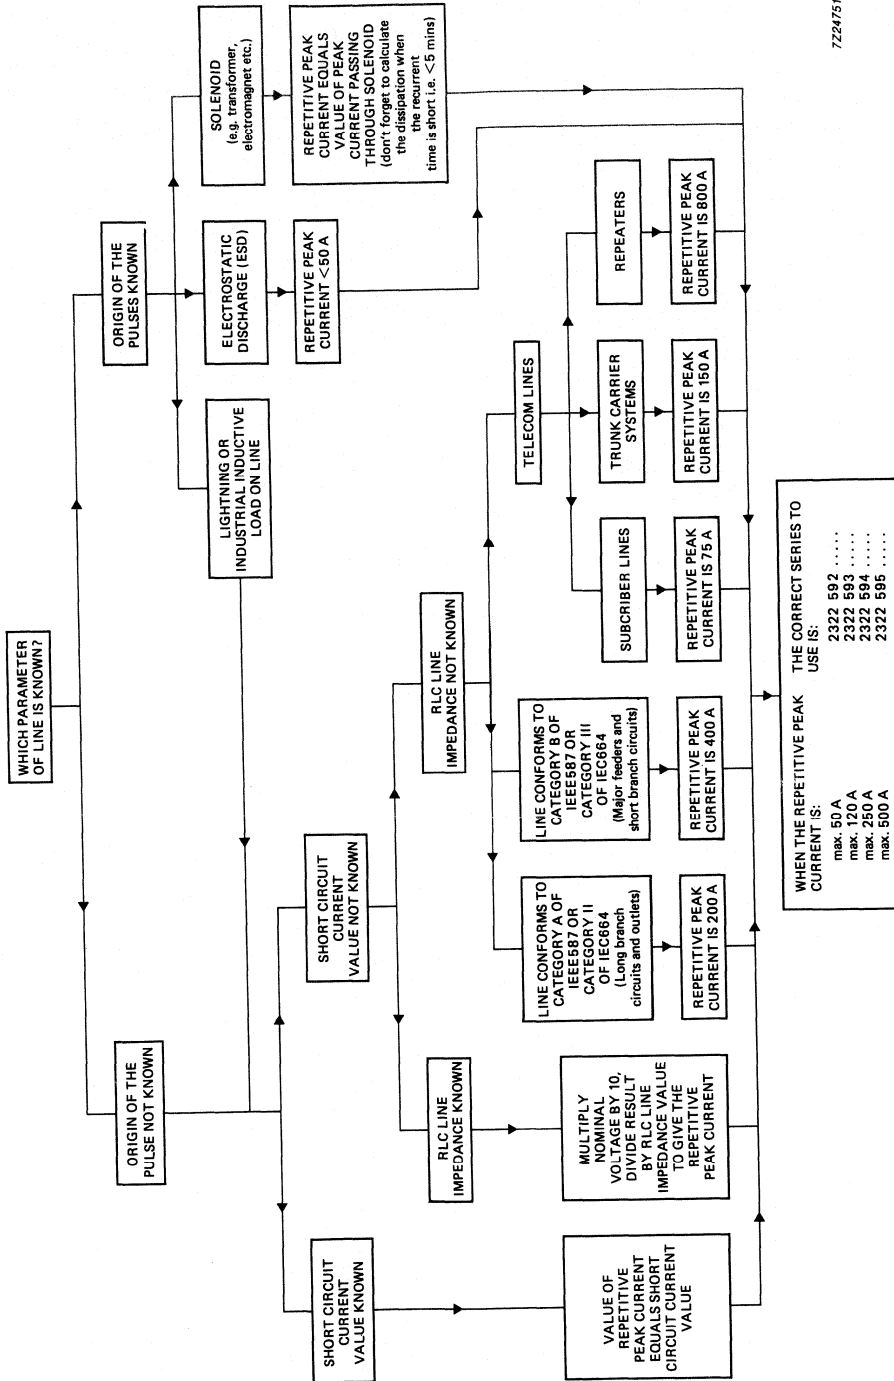 WHICH PARAMETER
OF LINE IS KNOWN?
ORIGIN OF THE
PULSE NOT KNOWN
ORIGIN OF THE
PULSES KNOWN
LIGHTNING OR
INDUSTRIAL INDUCTIVE
LOAD ON LINE
ELECTROSTATIC
DISCHARGE (ESD)
SOLENOID
(e.g. transformer,
electromagnet etc.)
REPETITIVE PEAK
CURRENT <50 A
REPETITIVE PEAK
CURRENT EQUALS
VALUE OF PEAK
CURRENT PASSING
THROUGH SOLENOID
(don't forget to calculate
the dissipation when
the recurrent
time is short i.e. <5 mins)
SHORT CIRCUIT
CURRENT
VALUE KNOWN
SHORT CIRCUIT
CURRENT
VALUE NOT KNOWN
RLC LINE
IMPEDANCE KNOWN
RLC LINE
IMPEDANCE NOT KNOWN
LINE CONFORMS TO
CATEGORY A OF
IEEE587 OR
CATEGORY II
OF IEC664
(Long branch
circuits and outlets)
LINE CONFORMS TO
CATEGORY B OF
IEEE587 OR
CATEGORY III
OF IEC664
(Major feeders and
short branch circuits)
TELECOM LINES
SUBCRIBER LINES
TRUNK CARRIER
SYSTEMS
REPEATERS
VALUE OF
REPETITIVE
PEAK CURRENT
EQUALS SHORT
CIRCUIT CURRENT
VALUE
MULTIPLY
NOMINAL
VOLTAGE BY 10,
DIVIDE RESULT
BY RLC LINE
IMPEDANCE VALUE
TO GIVE THE
REPETITIVE
PEAK CURRENT
REPETITIVE PEAK
CURRENT IS 200 A
REPETITIVE PEAK
CURRENT IS 400 A
REPETITIVE PEAK
CURRENT IS 75 A
REPETITIVE PEAK
CURRENT IS 150 A
REPETITIVE PEAK
CURRENT IS 800 A
WHEN THE REPETITIVE PEAK THE CORRECT SERIES TO
CURRENT IS: USE IS:
max. 50 A 2322 592 .....
max. 120 A 2322 593 .....
max. 250 A 2322 594 .....
max. 500 A 2322 595 .....
7Z24751